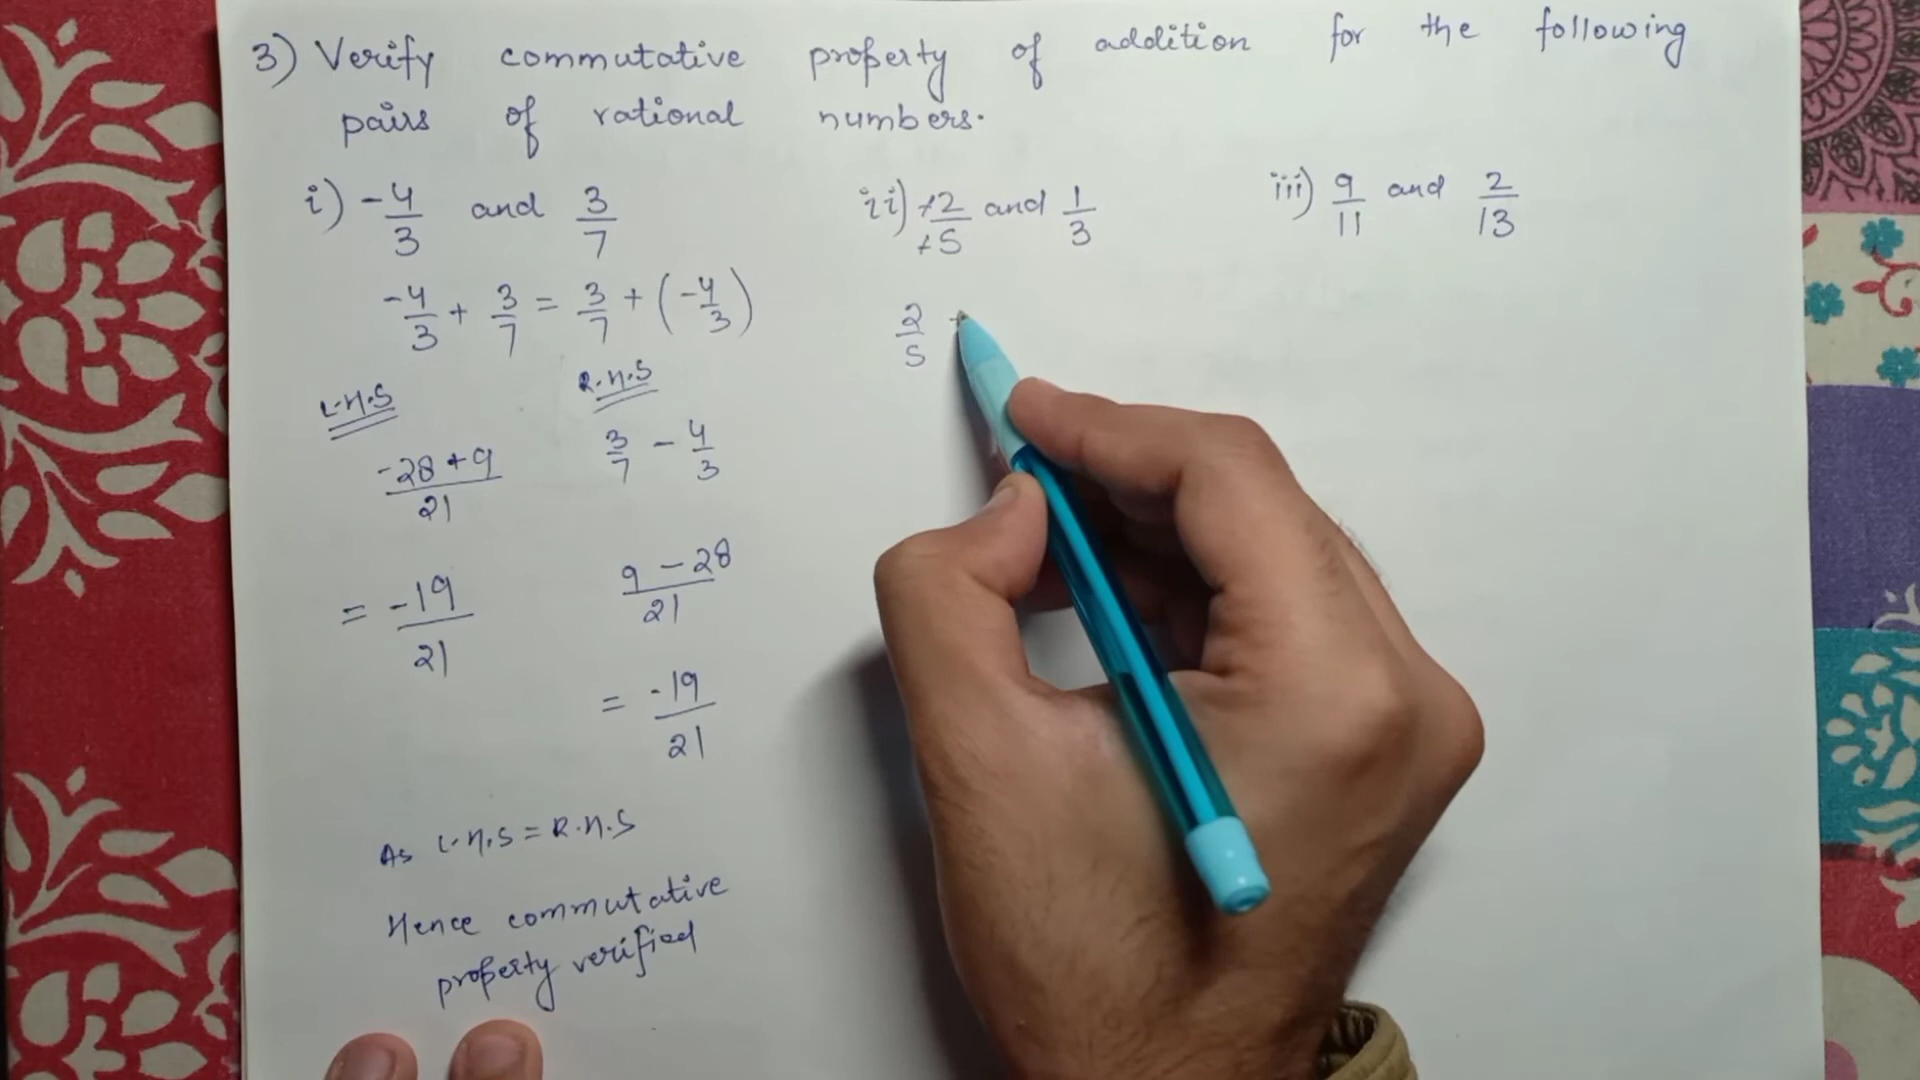 3) Verify commutative property of addition for the following
pairs of rational numbers.
i) -4/3 and 3/7
-4/3 + 3/7 = 3/7 + (-4/3)
L.H.S
-28+9/21
= -19/21
R.H.S
3/7 - 4/3
9-28/21
= -19/21
As L.H.S = R.H.S
Hence commutative
property verified
ii) -2/-5 and 1/3
2/5 +
iii) 9/11 and 2/13